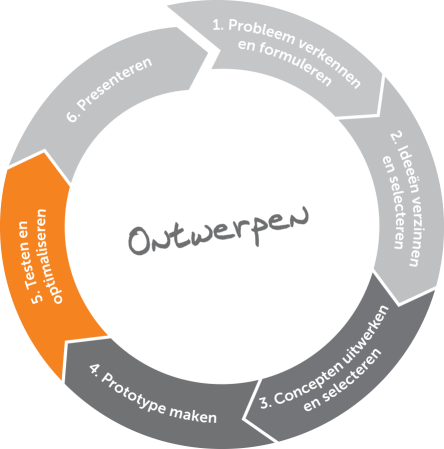 1. Probleem verkennen
en formuleren
2. Ideeën verzinnen
en selecteren
3. Concepten uitwerken
en selecteren
4. Prototype maken
5. Testen en
optimaliseren
6. Presenteren
Ontwerpen